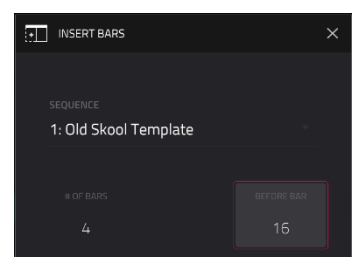 INSERT BARS
SEQUENCE
1: Old Skool Template
# OF BARS BEFORE BAR
4 16